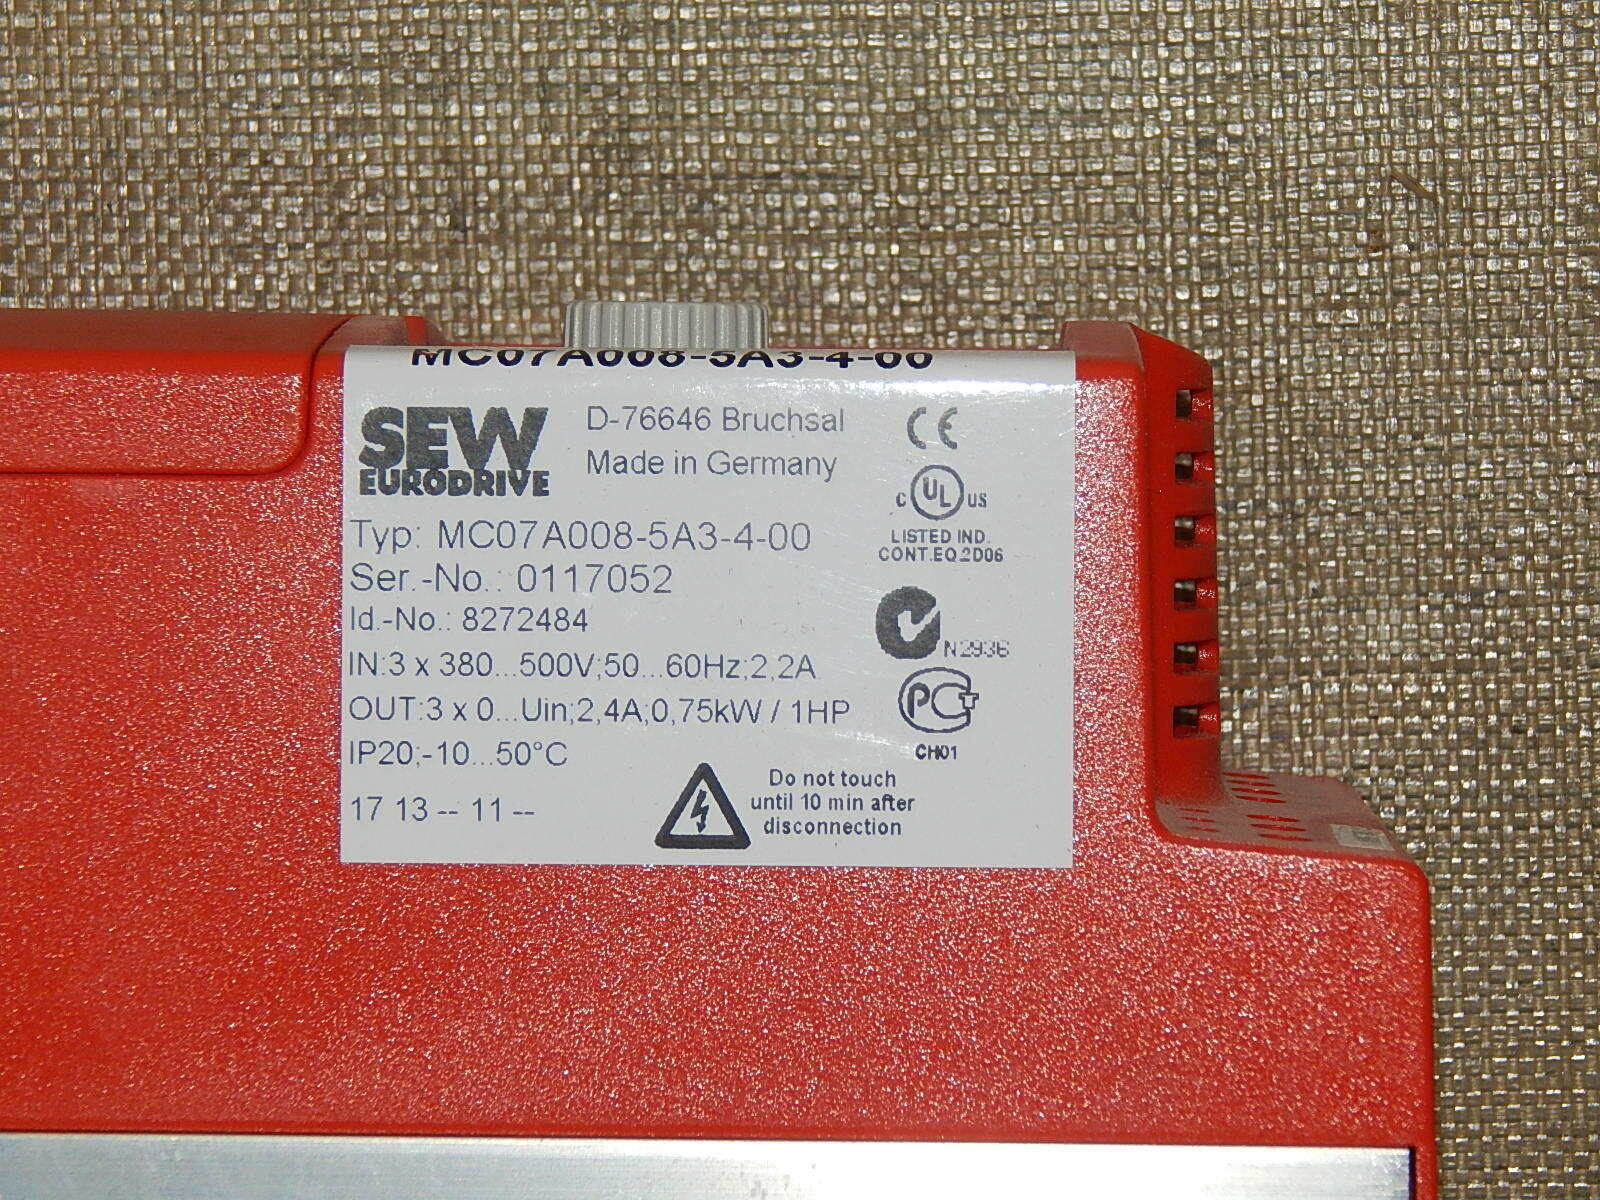 MC07A008-5A3-4-00
SEW
EURODRIVE
D-76646 Bruchsal
Made in Germany
CE
C UL US
LISTED IND.
CONT.EQ.2D06
Typ: MC07A008-5A3-4-00
Ser.-No.: 0117052
Id.-No.: 8272484
IN:3 x 380...500V;50...60Hz;2,2A
OUT:3 x 0...Uin;2,4A;0,75kW / 1HP
IP20;-10...50°C
17 13 -- 11 --
N2936
PCT
CH01
Do not touch
until 10 min after
disconnection